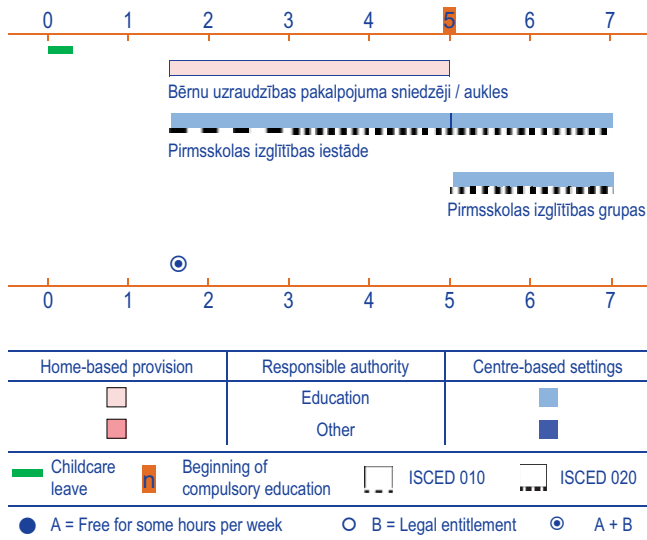 0 1 2 3 4 5 6 7
Bērnu uzraudzības pakalpojuma sniedzēji / aukles
Pirmsskolas izglītības iestāde
Pirmsskolas izglītības grupas
0 1 2 3 4 5 6 7
Home-based provision Responsible authority Centre-based settings
Education
Other
Childcare leave n Beginning of compulsory education ISCED 010 ISCED 020
A = Free for some hours per week B = Legal entitlement A + B